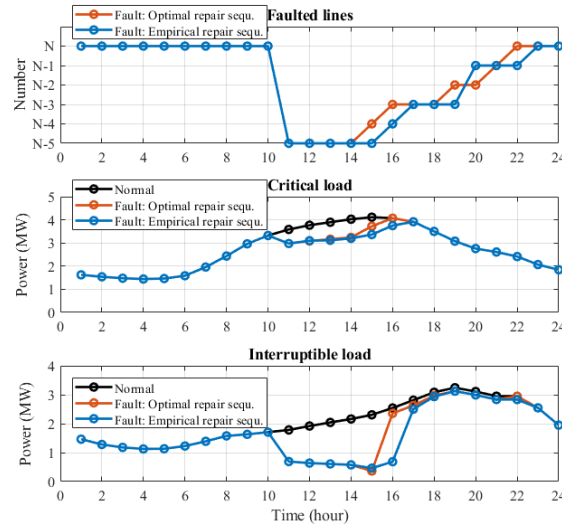 Faulted lines
Fault: Optimal repair sequ.
Fault: Empirical repair sequ.
Number
N
N-1
N-2
N-3
N-4
N-5
0 2 4 6 8 10 12 14 16 18 20 22 24
Critical load
Normal
Fault: Optimal repair sequ.
Fault: Empirical repair sequ.
Power (MW)
5
4
3
2
1
0
0 2 4 6 8 10 12 14 16 18 20 22 24
Interruptible load
Normal
Fault: Optimal repair sequ.
Fault: Empirical repair sequ.
Power (MW)
4
3
2
1
0
0 2 4 6 8 10 12 14 16 18 20 22 24
Time (hour)